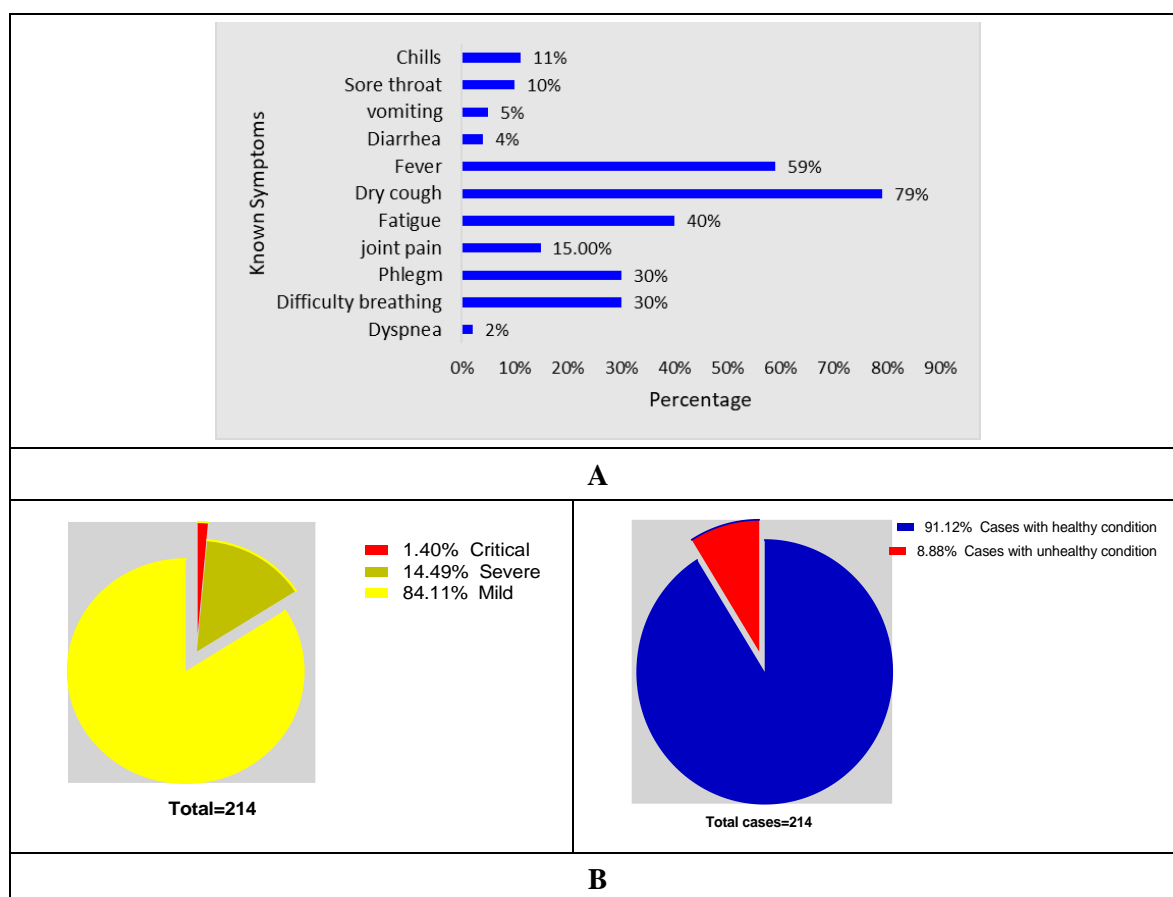 Known Symptoms
Chills 11%
Sore throat 10%
vomiting 5%
Diarrhea 4%
Fever 59%
Dry cough 79%
Fatigue 40%
joint pain 15.00%
Phlegm 30%
Difficulty breathing 30%
Dyspnea 2%
0% 10% 20% 30% 40% 50% 60% 70% 80% 90%
Percentage
A
1.40% Critical
14.49% Severe
84.11% Mild
Total=214
91.12% Cases with healthy condition
8.88% Cases with unhealthy condition
Total cases=214
B